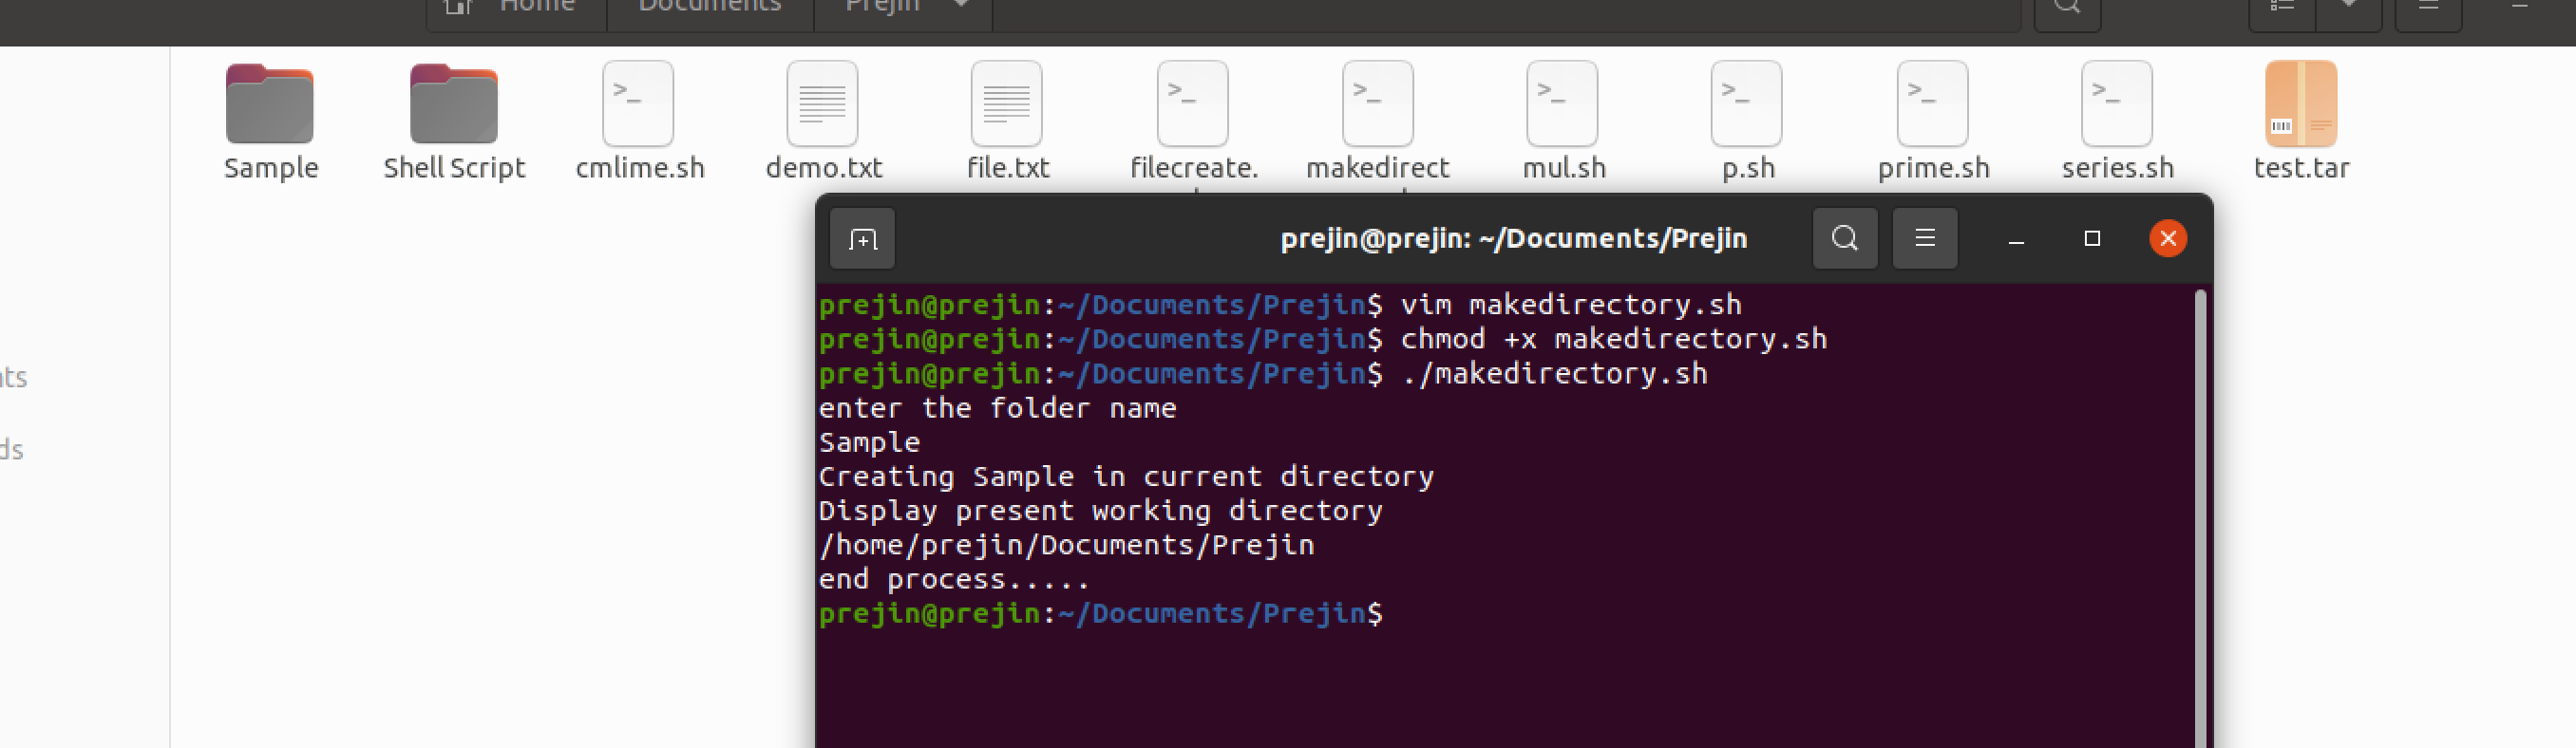 Home Documents Prejin
Sample Shell Script cmlime.sh demo.txt file.txt filecreate. makedirect mul.sh p.sh prime.sh series.sh test.tar
prejin@prejin: ~/Documents/Prejin
prejin@prejin:~/Documents/Prejin$ vim makedirectory.sh
prejin@prejin:~/Documents/Prejin$ chmod +x makedirectory.sh
prejin@prejin:~/Documents/Prejin$ ./makedirectory.sh
enter the folder name
Sample
Creating Sample in current directory
Display present working directory
/home/prejin/Documents/Prejin
end process.....
prejin@prejin:~/Documents/Prejin$